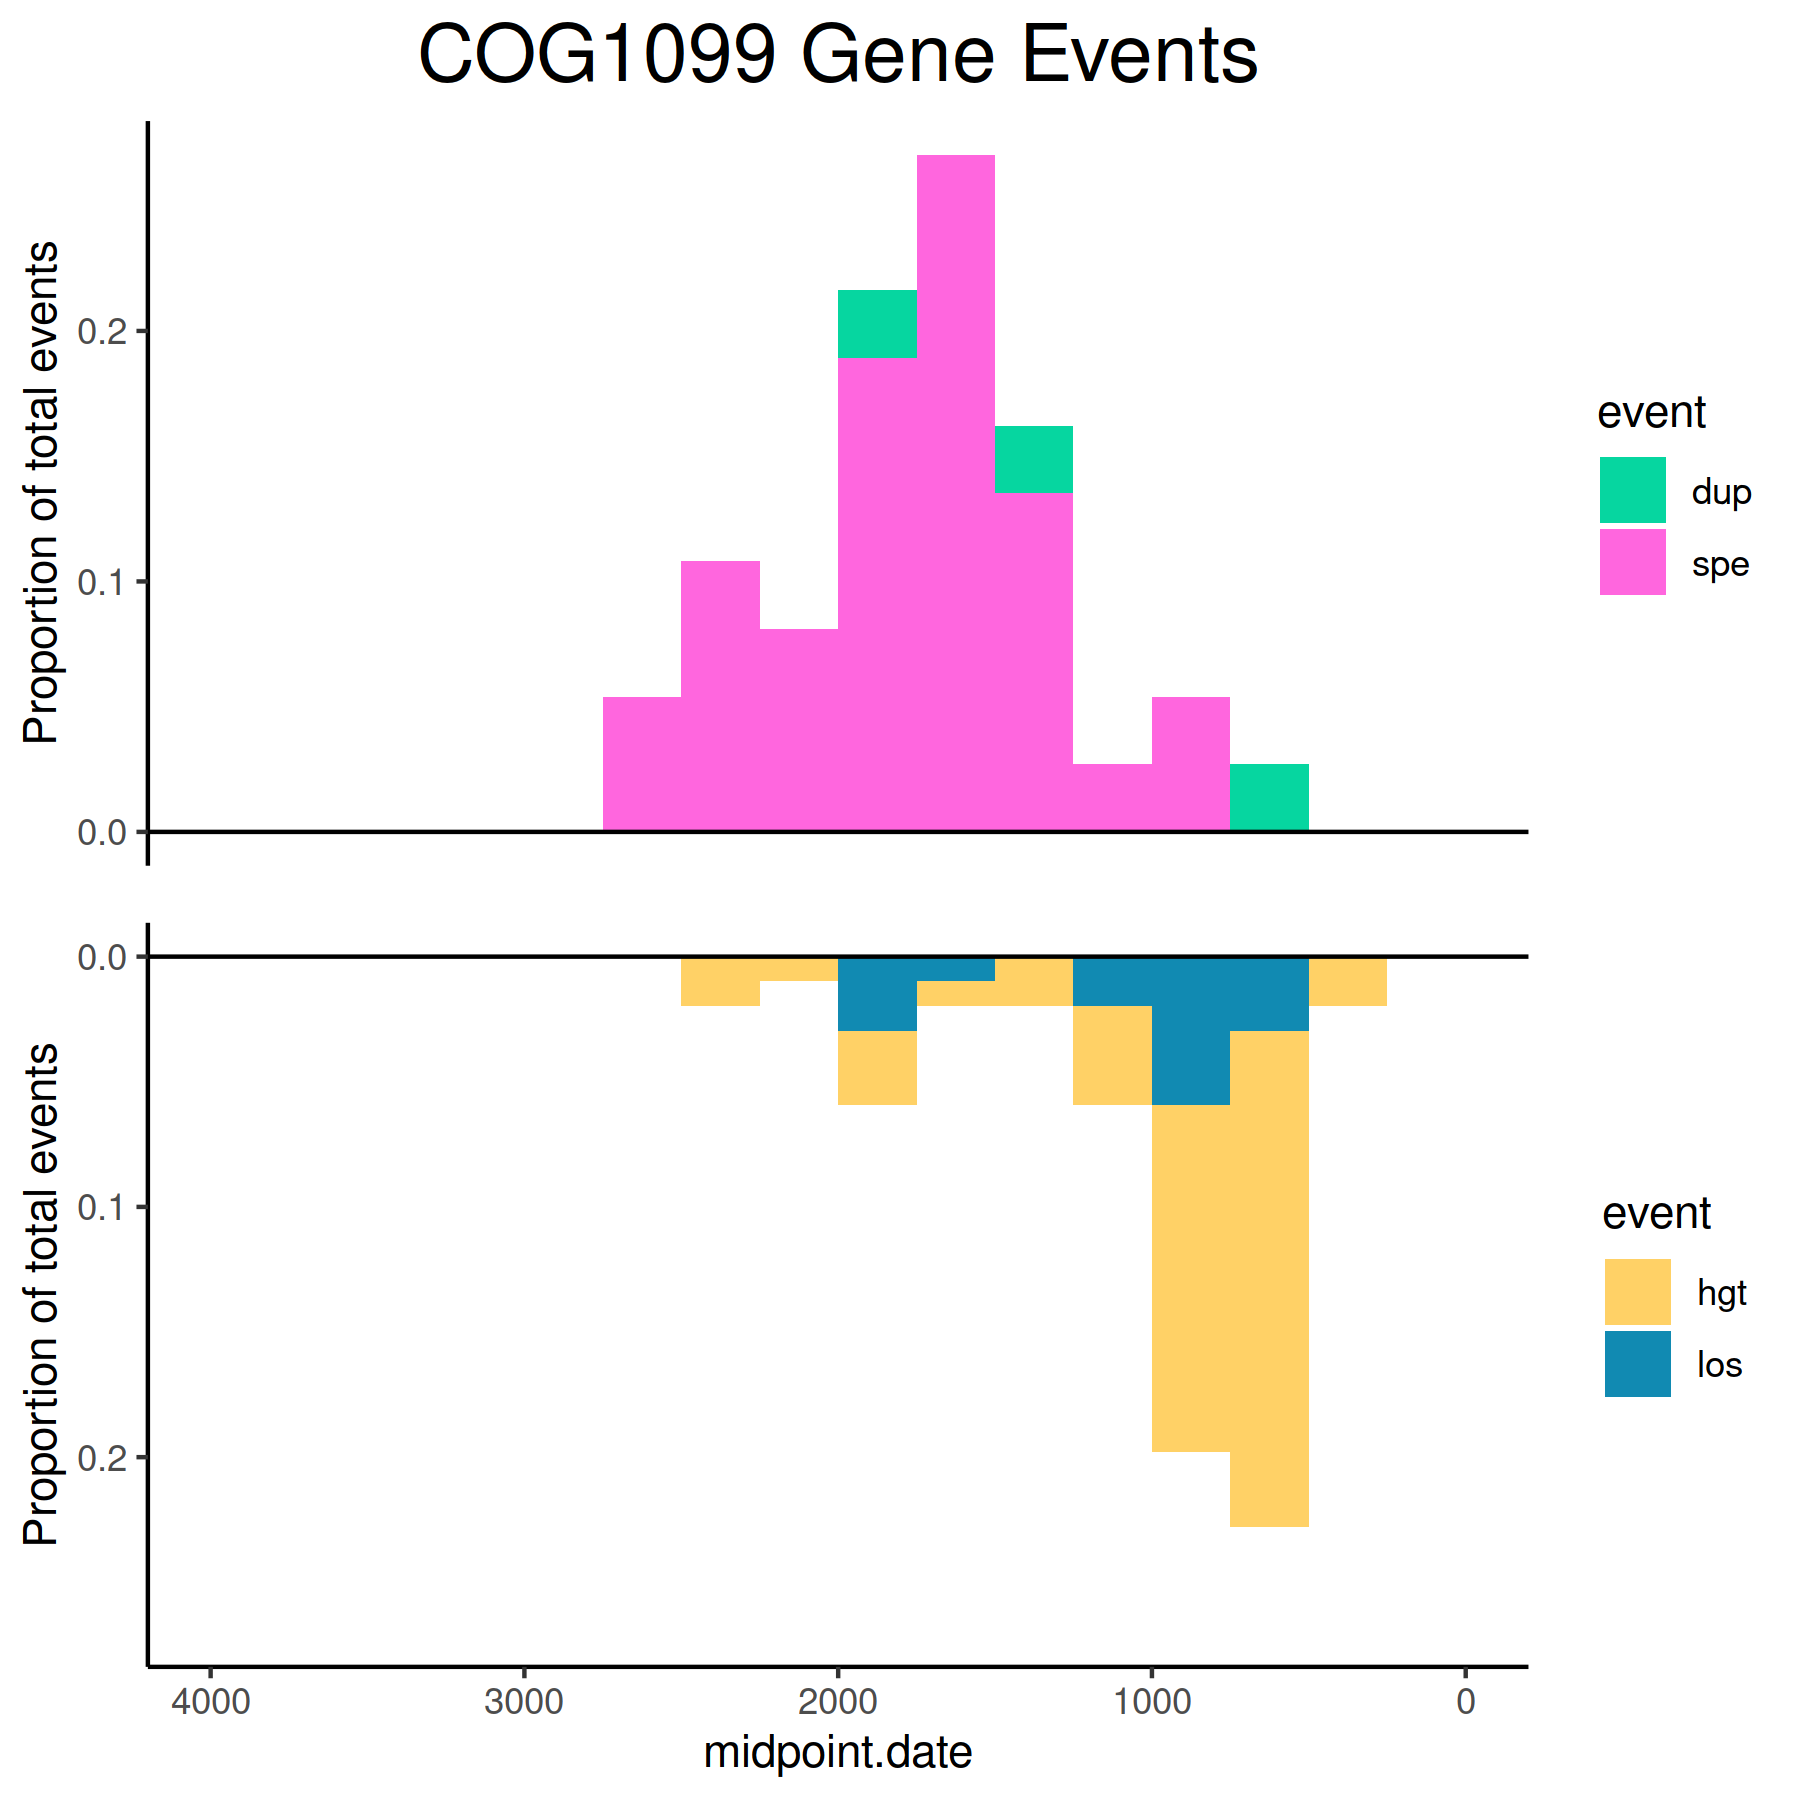 COG1099 Gene Events
Proportion of total events
0.2
0.1
0.0
event
dup
spe
Proportion of total events
0.0
0.1
0.2
event
hgt
los
4000 3000 2000 1000 0
midpoint.date